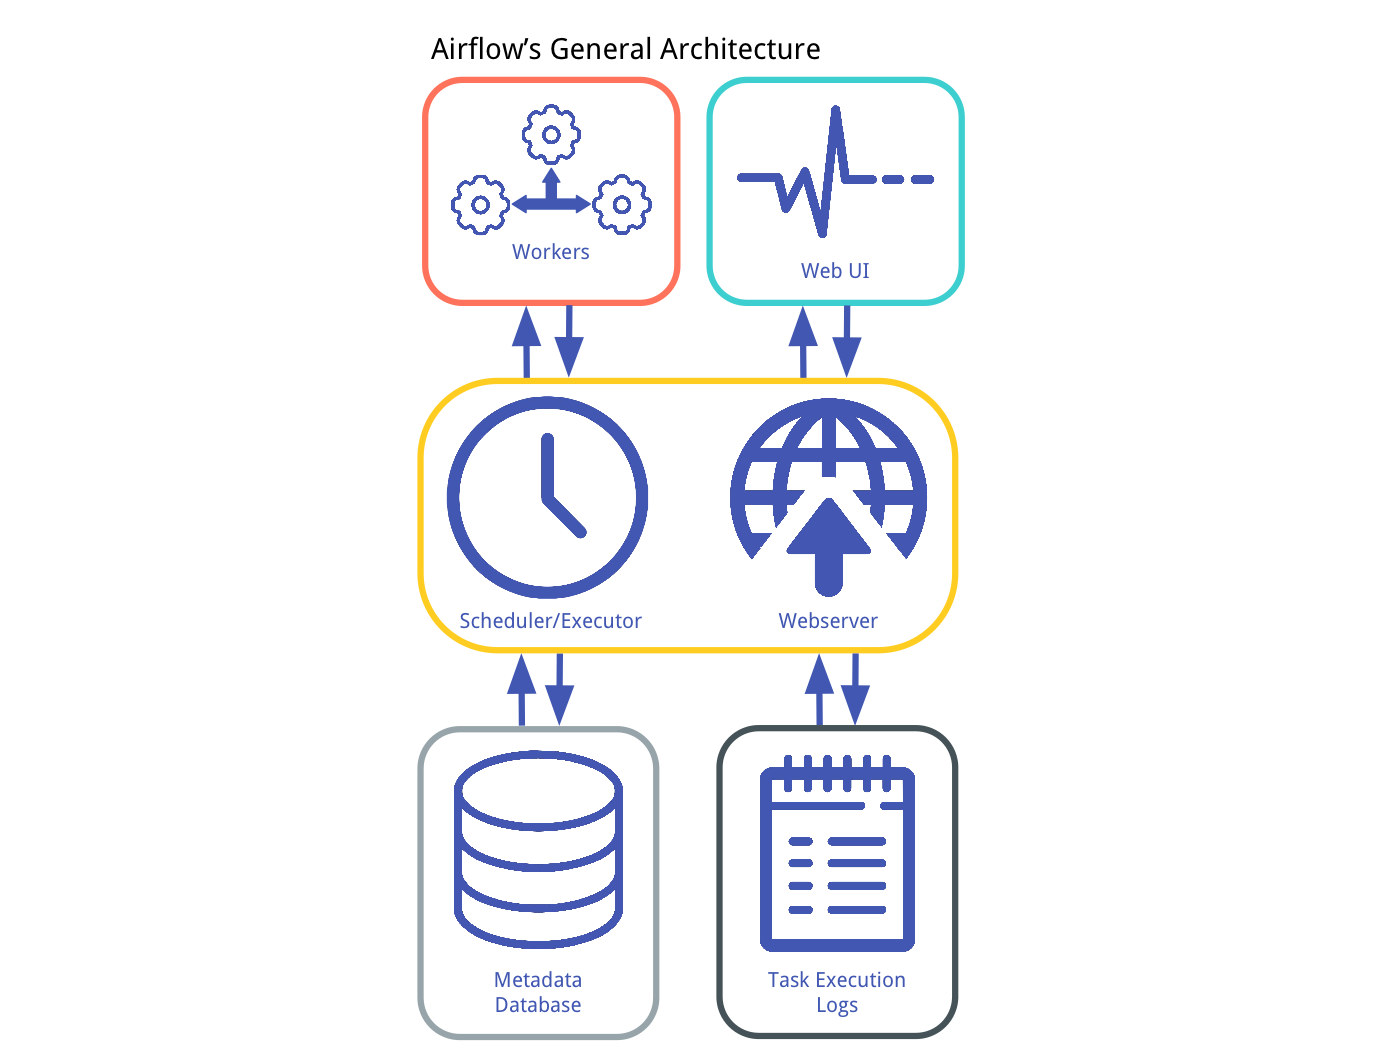 Airflow’s General Architecture
Workers
Web UI
Scheduler/Executor
Webserver
Metadata
Database
Task Execution
Logs